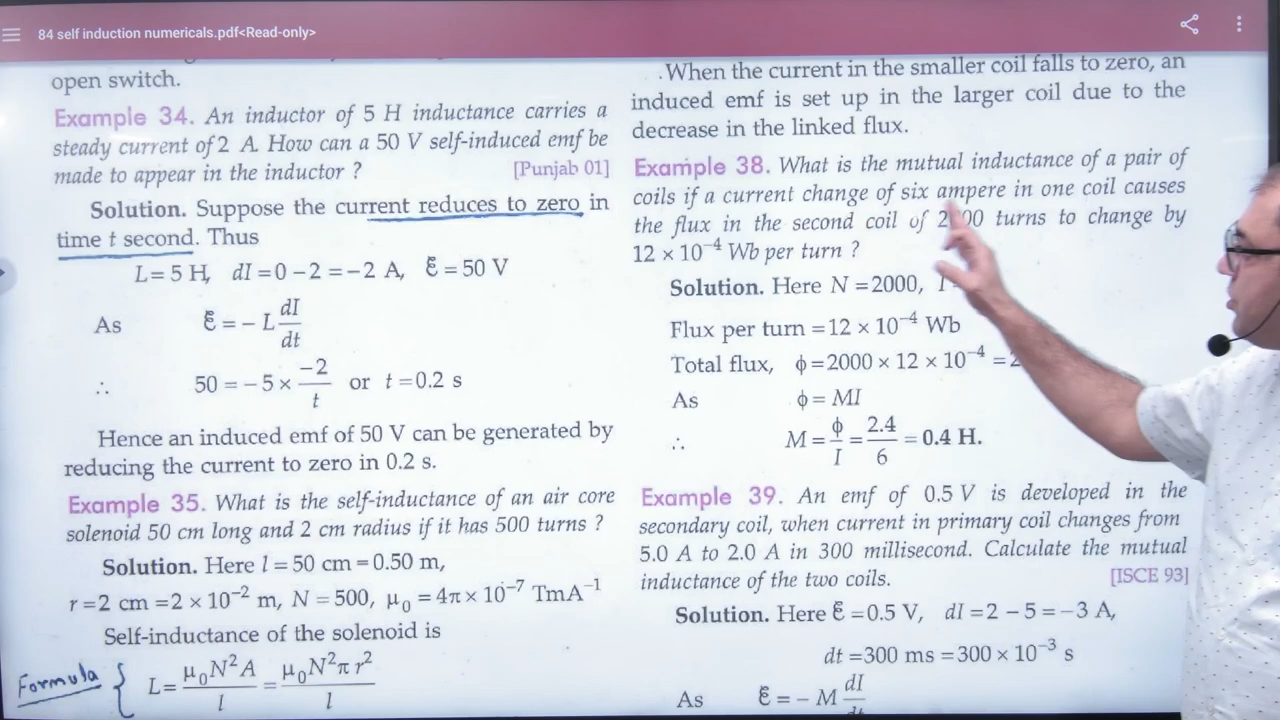 84 self induction numericals.pdf<Read-only>
open switch.
Example 34. An inductor of 5 H inductance carries a
steady current of 2 A. How can a 50 V self-induced emf be
made to appear in the inductor ? [Punjab 01]
Solution. Suppose the current reduces to zero in
time t second. Thus
L = 5 H, dI = 0 – 2 = –2 A, ℰ = 50 V
As ℰ = – L dI/dt
∴ 50 = – 5 × –2/t or t = 0.2 s
Hence an induced emf of 50 V can be generated by
reducing the current to zero in 0.2 s.
Example 35. What is the self-inductance of an air core
solenoid 50 cm long and 2 cm radius if it has 500 turns ?
Solution. Here l = 50 cm = 0.50 m,
r = 2 cm = 2 × 10⁻² m, N = 500, μ₀ = 4π × 10⁻⁷ TmA⁻¹
Self-inductance of the solenoid is
Formula { L = μ₀N²A/l = μ₀N²πr²/l
When the current in the smaller coil falls to zero, an
induced emf is set up in the larger coil due to the
decrease in the linked flux.
Example 38. What is the mutual inductance of a pair of
coils if a current change of six ampere in one coil causes
the flux in the second coil of turns to change by
12 × 10⁻⁴ Wb per turn ?
Solution. Here N = 2000,
Flux per turn = 12 × 10⁻⁴ Wb
Total flux, ϕ = 2000 × 12 × 10⁻⁴ =
As ϕ = MI
∴ M = ϕ/I = 2.4/6 = 0.4 H.
Example 39. An emf of 0.5 V is developed in the
secondary coil, when current in primary coil changes from
5.0 A to 2.0 A in 300 millisecond. Calculate the mutual
inductance of the two coils. [ISCE 93]
Solution. Here ℰ = 0.5 V, dI = 2 – 5 = –3 A,
dt = 300 ms = 300 × 10⁻³ s
As ℰ = – M dI/dt